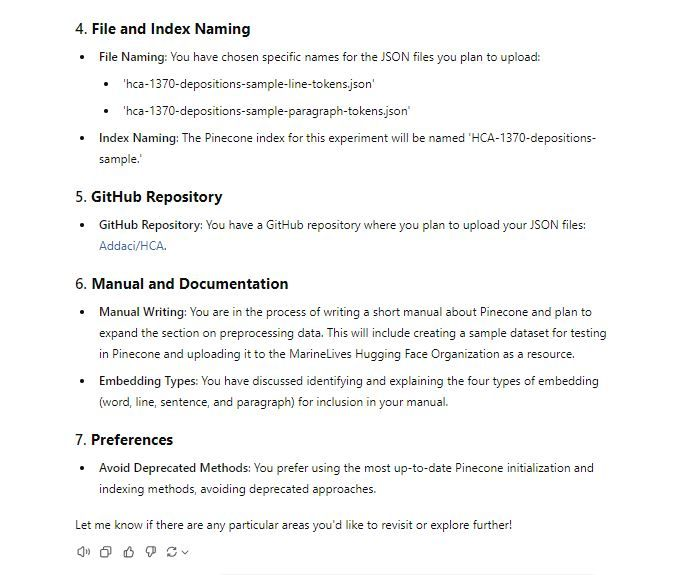 4. File and Index Naming
• File Naming: You have chosen specific names for the JSON files you plan to upload:
• 'hca-1370-depositions-sample-line-tokens.json'
• 'hca-1370-depositions-sample-paragraph-tokens.json'
• Index Naming: The Pinecone index for this experiment will be named 'HCA-1370-depositions-
sample.'
5. GitHub Repository
• GitHub Repository: You have a GitHub repository where you plan to upload your JSON files:
Addaci/HCA.
6. Manual and Documentation
• Manual Writing: You are in the process of writing a short manual about Pinecone and plan to
expand the section on preprocessing data. This will include creating a sample dataset for testing
in Pinecone and uploading it to the MarineLives Hugging Face Organization as a resource.
• Embedding Types: You have discussed identifying and explaining the four types of embedding
(word, line, sentence, and paragraph) for inclusion in your manual.
7. Preferences
• Avoid Deprecated Methods: You prefer using the most up-to-date Pinecone initialization and
indexing methods, avoiding deprecated approaches.
Let me know if there are any particular areas you'd like to revisit or explore further!